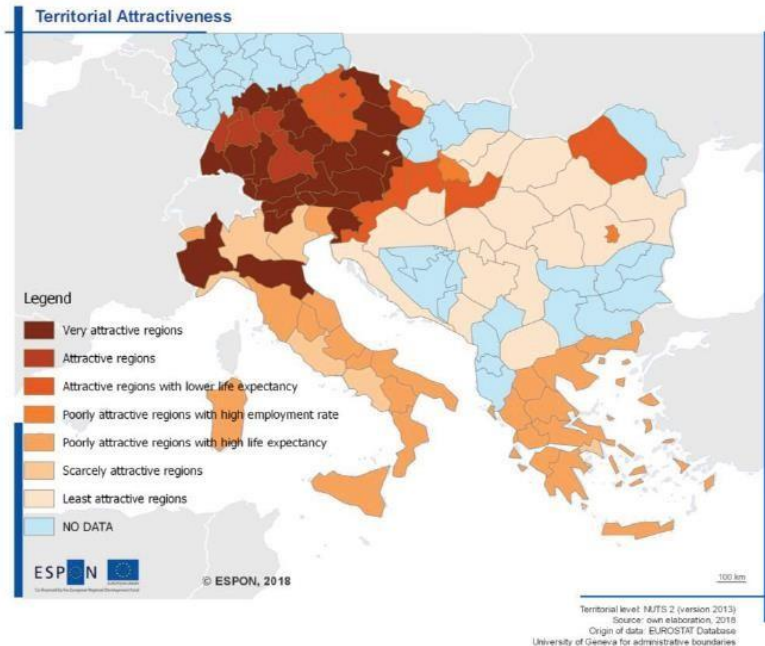 Territorial Attractiveness
Legend
Very attractive regions
Attractive regions
Attractive regions with lower life expectancy
Poorly attractive regions with high employment rate
Poorly attractive regions with high life expectancy
Scarcely attractive regions
Least attractive regions
NO DATA
ESPON
© ESPON, 2018
100 km
Territorial level: NUTS 2 (version 2013)
Source: own elaboration, 2018
Origin of data: EUROSTAT Database
University of Geneva for administrative boundaries